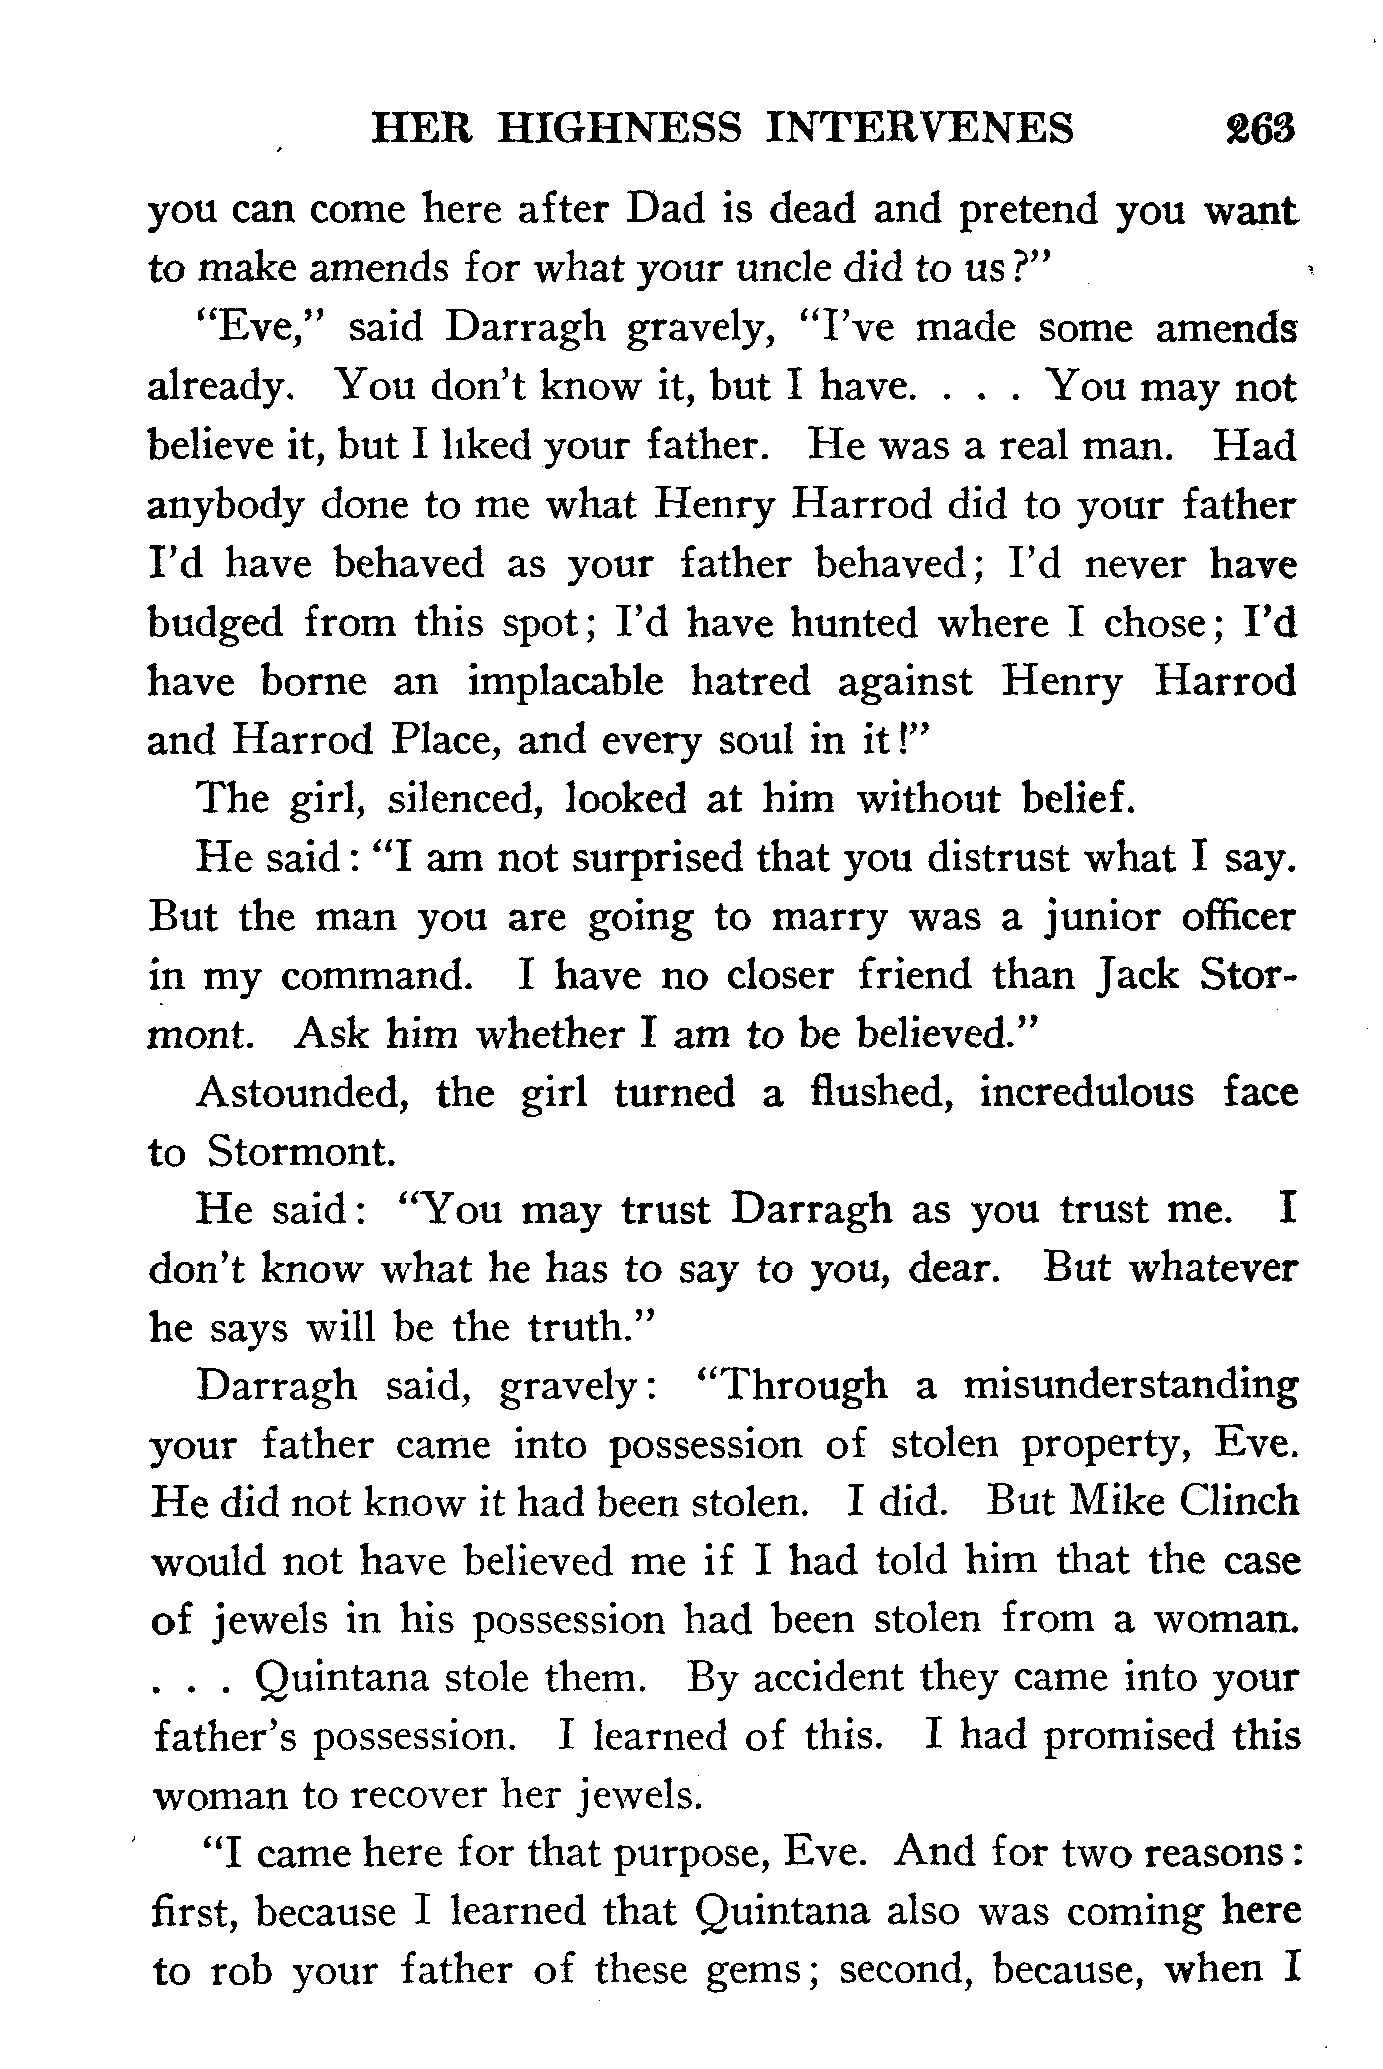 HER HIGHNESS INTERVENES 263
you can come here after Dad is dead and pretend you want
to make amends for what your uncle did to us?"
"Eve," said Darragh gravely, "I've made some amends
already. You don't know it, but I have. . . . You may not
believe it, but I liked your father. He was a real man. Had
anybody done to me what Henry Harrod did to your father
I'd have behaved as your father behaved; I'd never have
budged from this spot; I'd have hunted where I chose; I'd
have borne an implacable hatred against Henry Harrod
and Harrod Place, and every soul in it!"
The girl, silenced, looked at him without belief.
He said: "I am not surprised that you distrust what I say.
But the man you are going to marry was a junior officer
in my command. I have no closer friend than Jack Stor-
mont. Ask him whether I am to be believed."
Astounded, the girl turned a flushed, incredulous face
to Stormont.
He said: "You may trust Darragh as you trust me. I
don't know what he has to say to you, dear. But whatever
he says will be the truth."
Darragh said, gravely: "Through a misunderstanding
your father came into possession of stolen property, Eve.
He did not know it had been stolen. I did. But Mike Clinch
would not have believed me if I had told him that the case
of jewels in his possession had been stolen from a woman.
. . . Quintana stole them. By accident they came into your
father's possession. I learned of this. I had promised this
woman to recover her jewels.
"I came here for that purpose, Eve. And for two reasons:
first, because I learned that Quintana also was coming here
to rob your father of these gems; second, because, when I